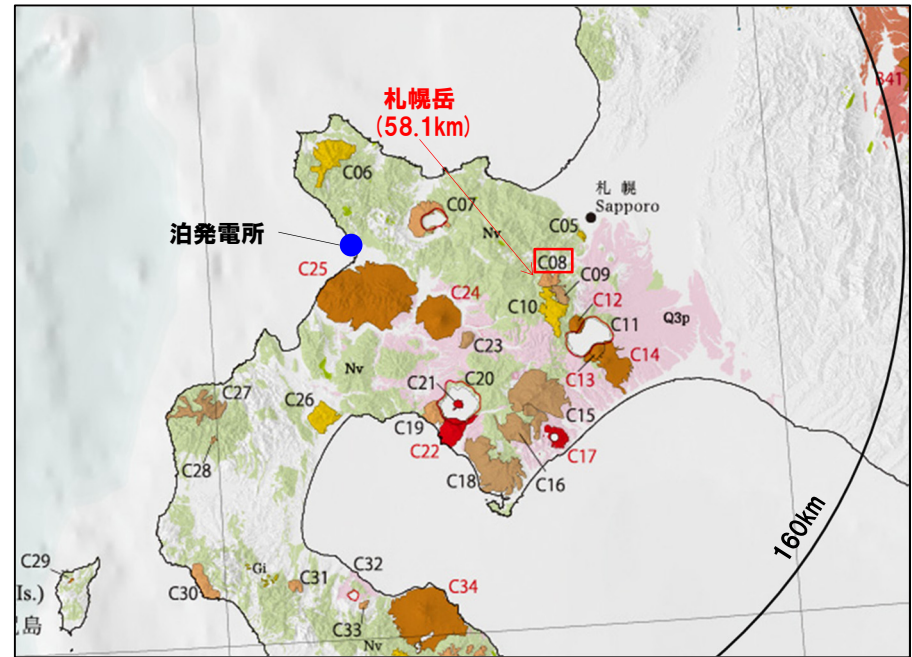 札幌岳
(58.1km)
B41
C06
C07
札 幌
Sapporo
Nv
C05
泊発電所
C08
C25
C24
C09
C10
C12
C11
Q3p
C23
C14
Nv
C13
C21
C20
C27
C26
C15
C19
C22
C17
C28
C18
C16
160km
C29
Gi
C31
C32
Is.)
C30
C34
島
C33
Nv